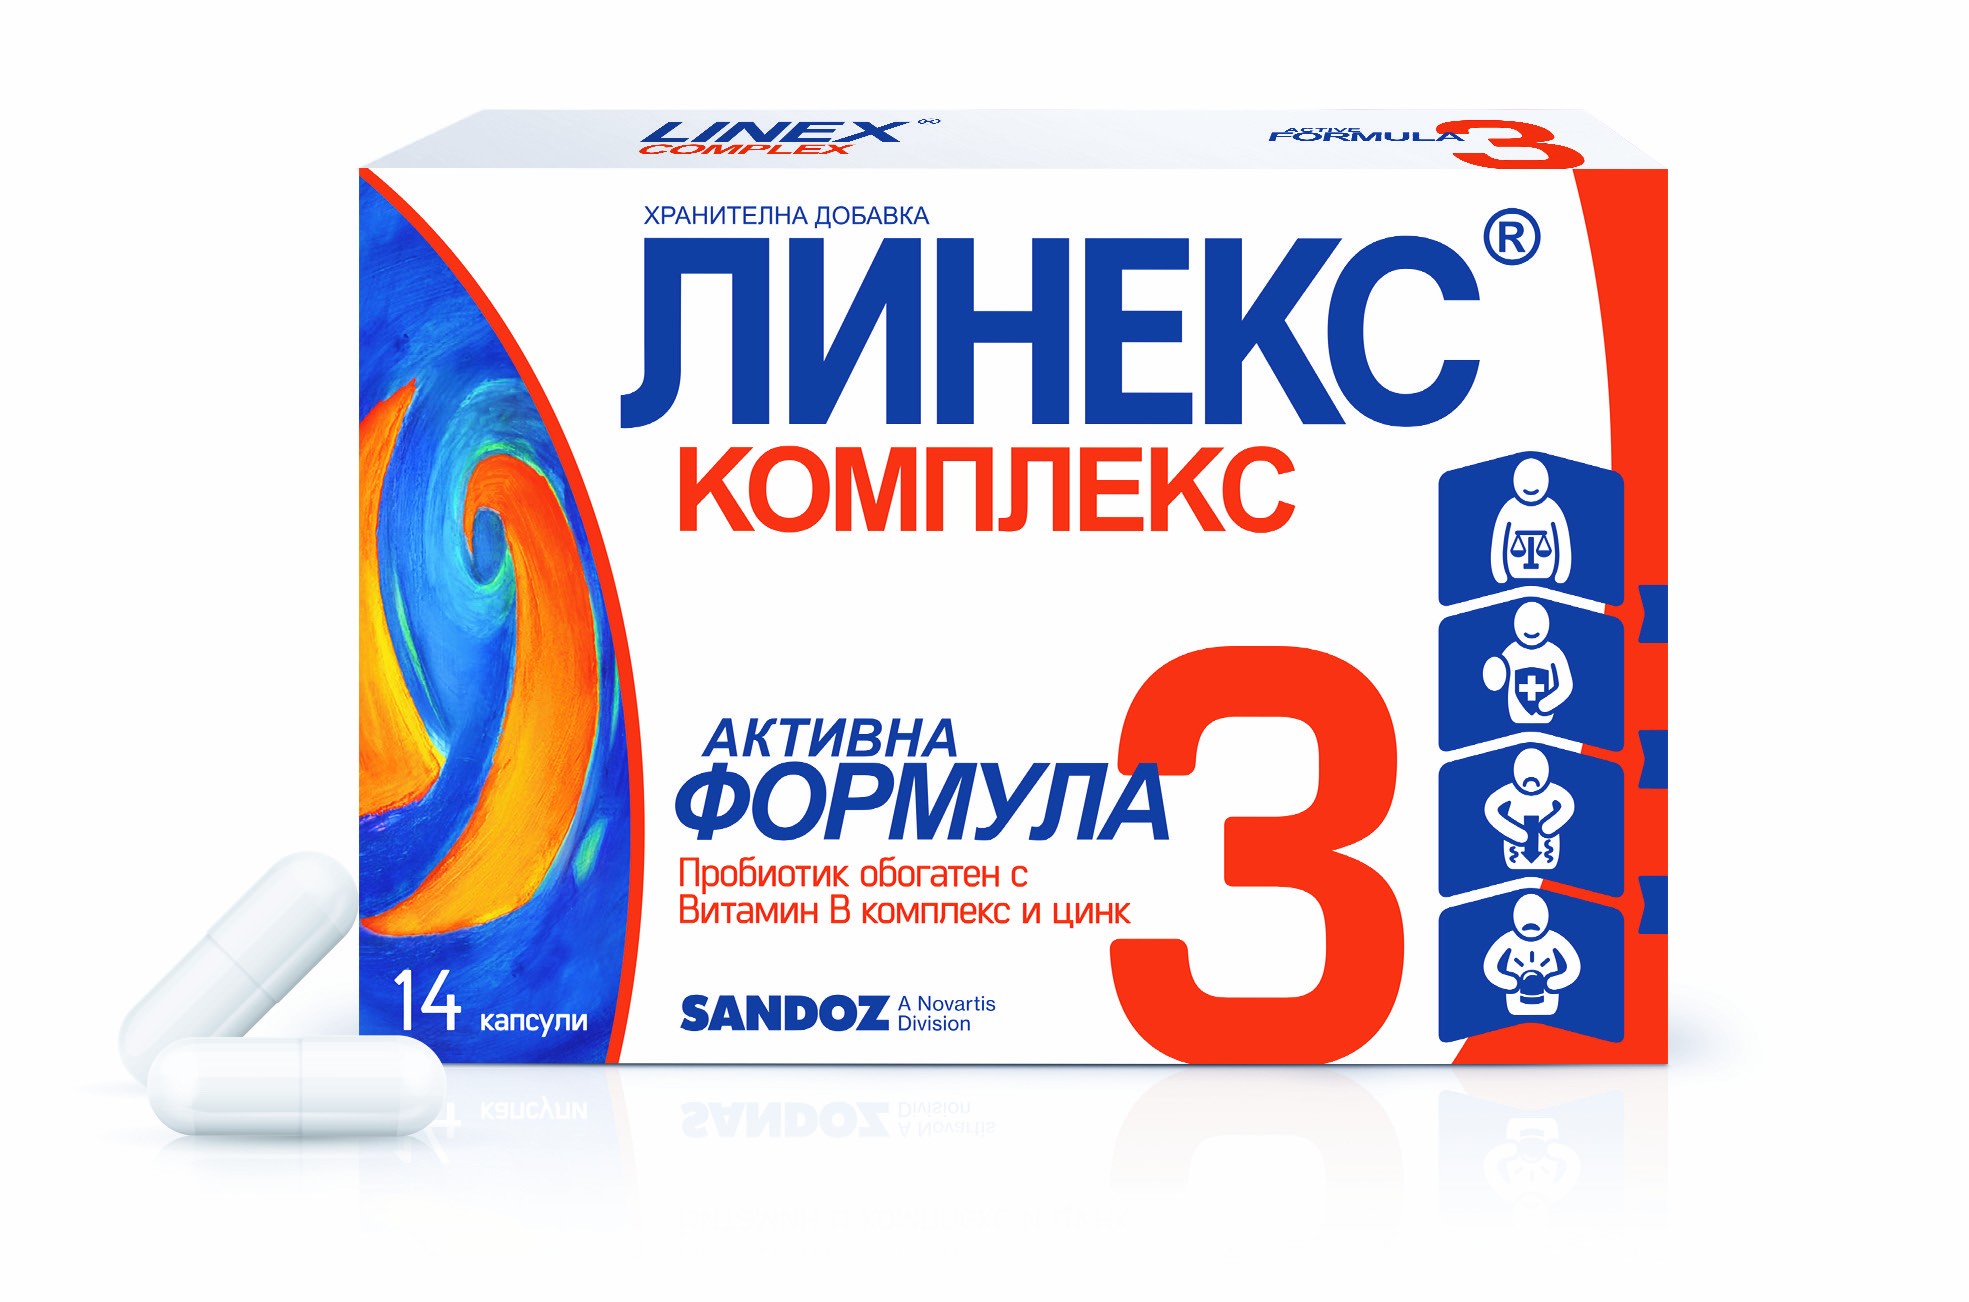 LINEX
COMPLEX
ACTIVE
FORMULA 3
ХРАНИТЕЛНА ДОБАВКА
ЛИНЕКС®
КОМПЛЕКС
АКТИВНА
ФОРМУЛА 3
Пробиотик обогатен с
Витамин В комплекс и цинк
14 капсули
SANDOZ A Novartis
Division